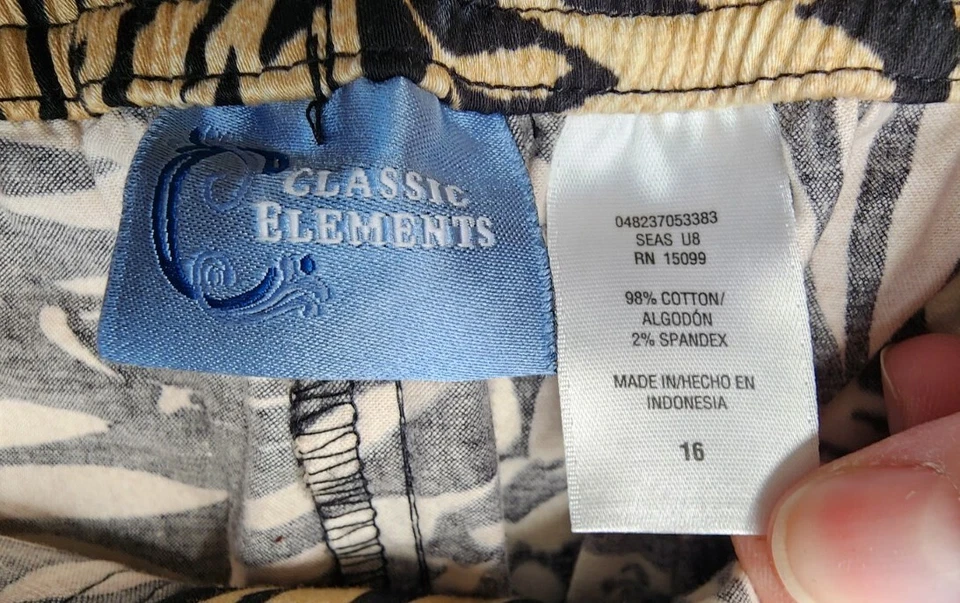 CLASSIC
ELEMENTS
048237053383
SEAS U8
RN 15099
98% COTTON/
ALGODÓN
2% SPANDEX
MADE IN/HECHO EN
INDONESIA
16